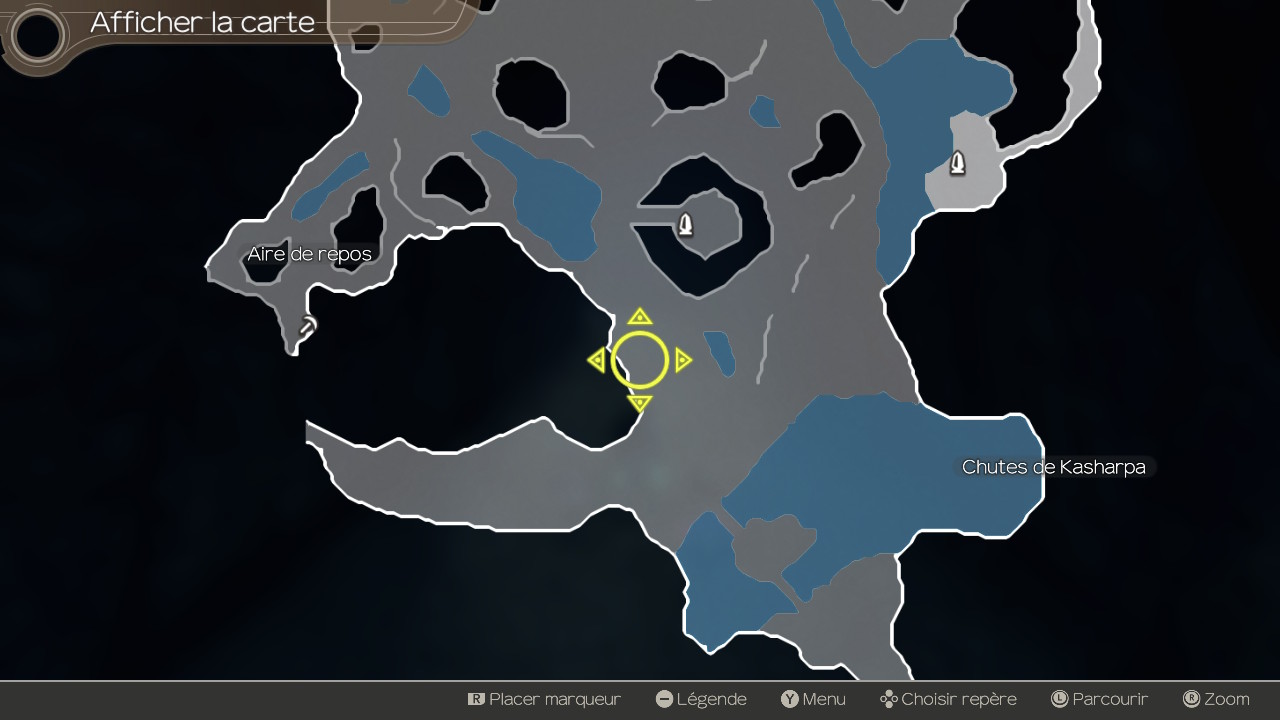 Afficher la carte
Aire de repos
Chutes de Kasharpa
R Placer marqueur
Légende
Y Menu
Choisir repère
L Parcourir
R Zoom